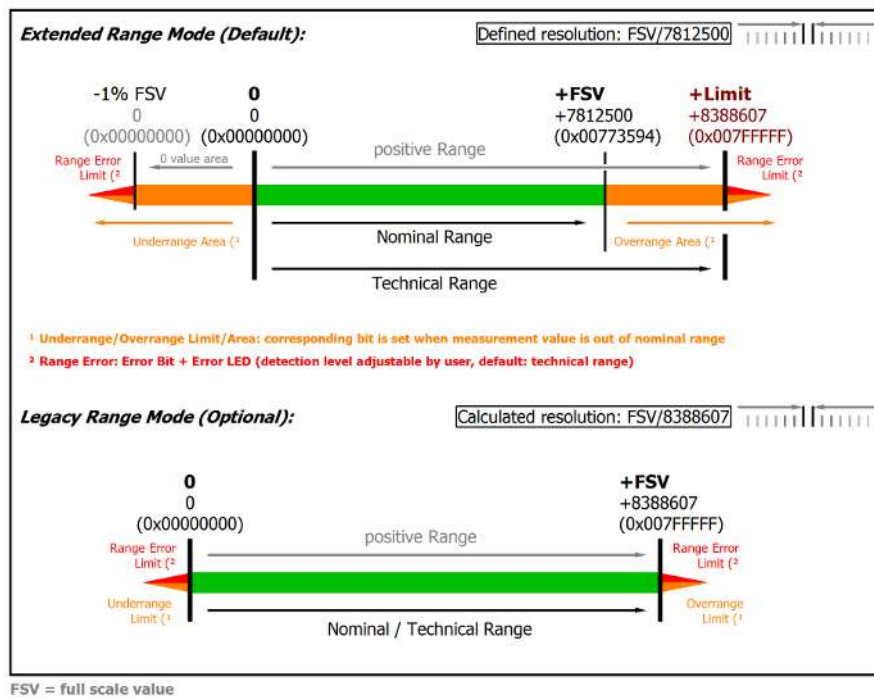 Extended Range Mode (Default):
Defined resolution: FSV/7812500
-1% FSV
0
(0x00000000)
0
0
(0x00000000)
+FSV
+7812500
(0x00773594)
+Limit
+8388607
(0x007FFFFF)
Range Error
Limit (²
0 value area
positive Range
Range Error
Limit (²
Underrange Area (¹
Nominal Range
Overrange Area (¹
Technical Range
¹ Underrange/Overrange Limit/Area: corresponding bit is set when measurement value is out of nominal range
² Range Error: Error Bit + Error LED (detection level adjustable by user, default: technical range)
Legacy Range Mode (Optional):
Calculated resolution: FSV/8388607
0
0
(0x00000000)
+FSV
+8388607
(0x007FFFFF)
Range Error
Limit (²
positive Range
Range Error
Limit (²
Underrange
Limit (¹
Nominal / Technical Range
Overrange
Limit (¹
FSV = full scale value